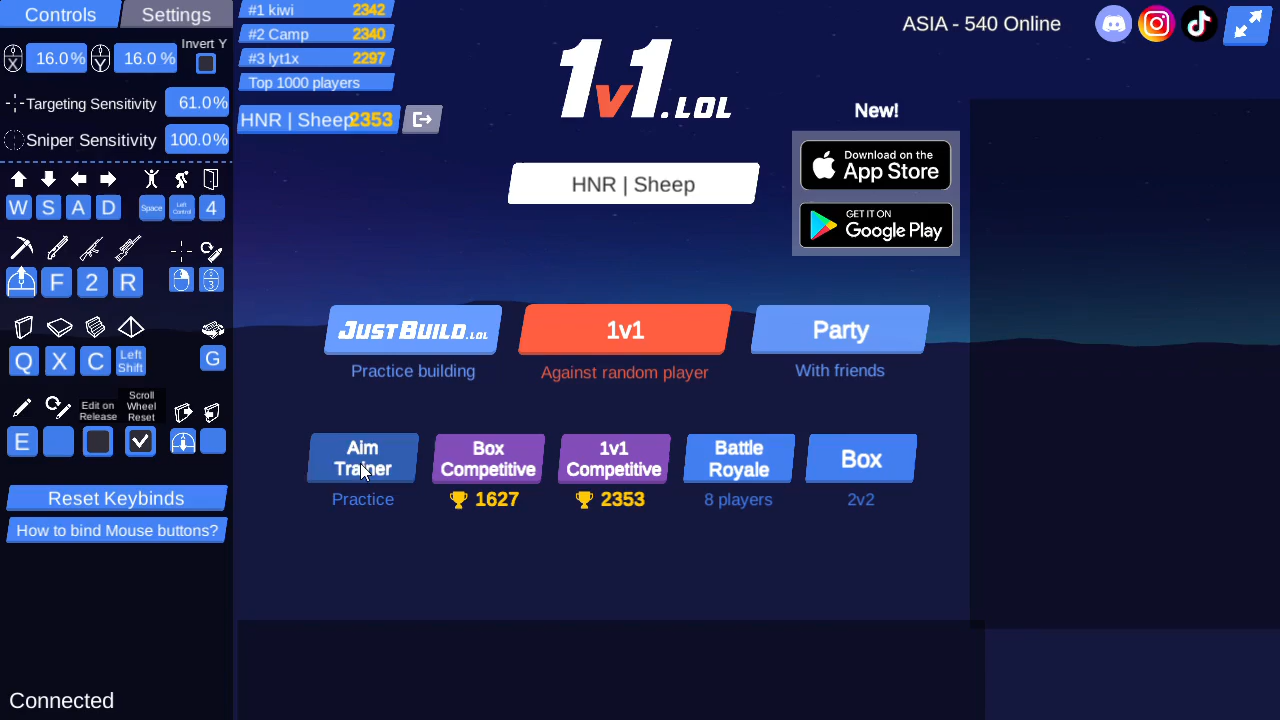 Controls
Settings
#1 kiwi 2342
#2 Camp 2340
#3 lyt1x 2297
Top 1000 players
HNR | Sheep 2353
1v1.LOL
ASIA - 540 Online
Invert Y
X 16.0% Y 16.0%
Targeting Sensitivity 61.0%
Sniper Sensitivity 100.0%
New!
Download on the
App Store
GET IT ON
Google Play
HNR | Sheep
W S A D Space Left Control 4
F 2 R 3
Q X C Left Shift G
Edit on Release
Scroll Wheel Reset
E
Reset Keybinds
How to bind Mouse buttons?
JUSTBUILD.LOL
Practice building
1v1
Against random player
Party
With friends
Aim
Trainer
Practice
Box
Competitive
1627
1v1
Competitive
2353
Battle
Royale
8 players
Box
2v2
Connected